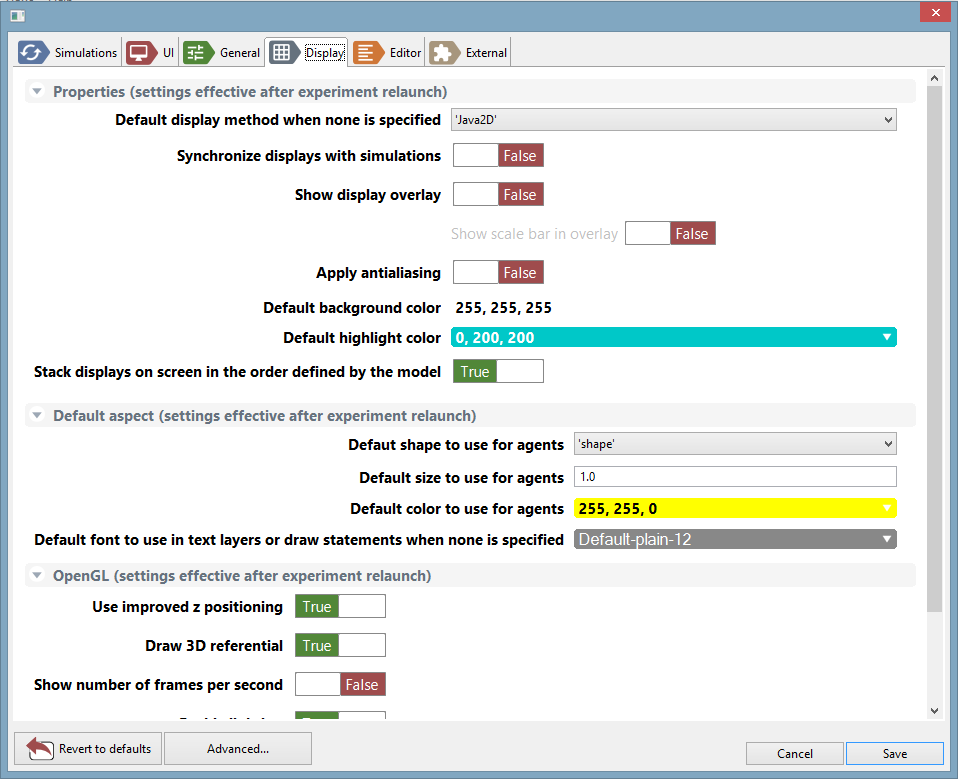 Simulations UI General Display Editor External
Properties (settings effective after experiment relaunch)
Default display method when none is specified 'Java2D'
Synchronize displays with simulations False
Show display overlay False
Show scale bar in overlay False
Apply antialiasing False
Default background color 255, 255, 255
Default highlight color 0, 200, 200
Stack displays on screen in the order defined by the model True
Default aspect (settings effective after experiment relaunch)
Defaut shape to use for agents 'shape'
Default size to use for agents 1.0
Default color to use for agents 255, 255, 0
Default font to use in text layers or draw statements when none is specified Default-plain-12
OpenGL (settings effective after experiment relaunch)
Use improved z positioning True
Draw 3D referential True
Show number of frames per second False
Revert to defaults Advanced... Cancel Save